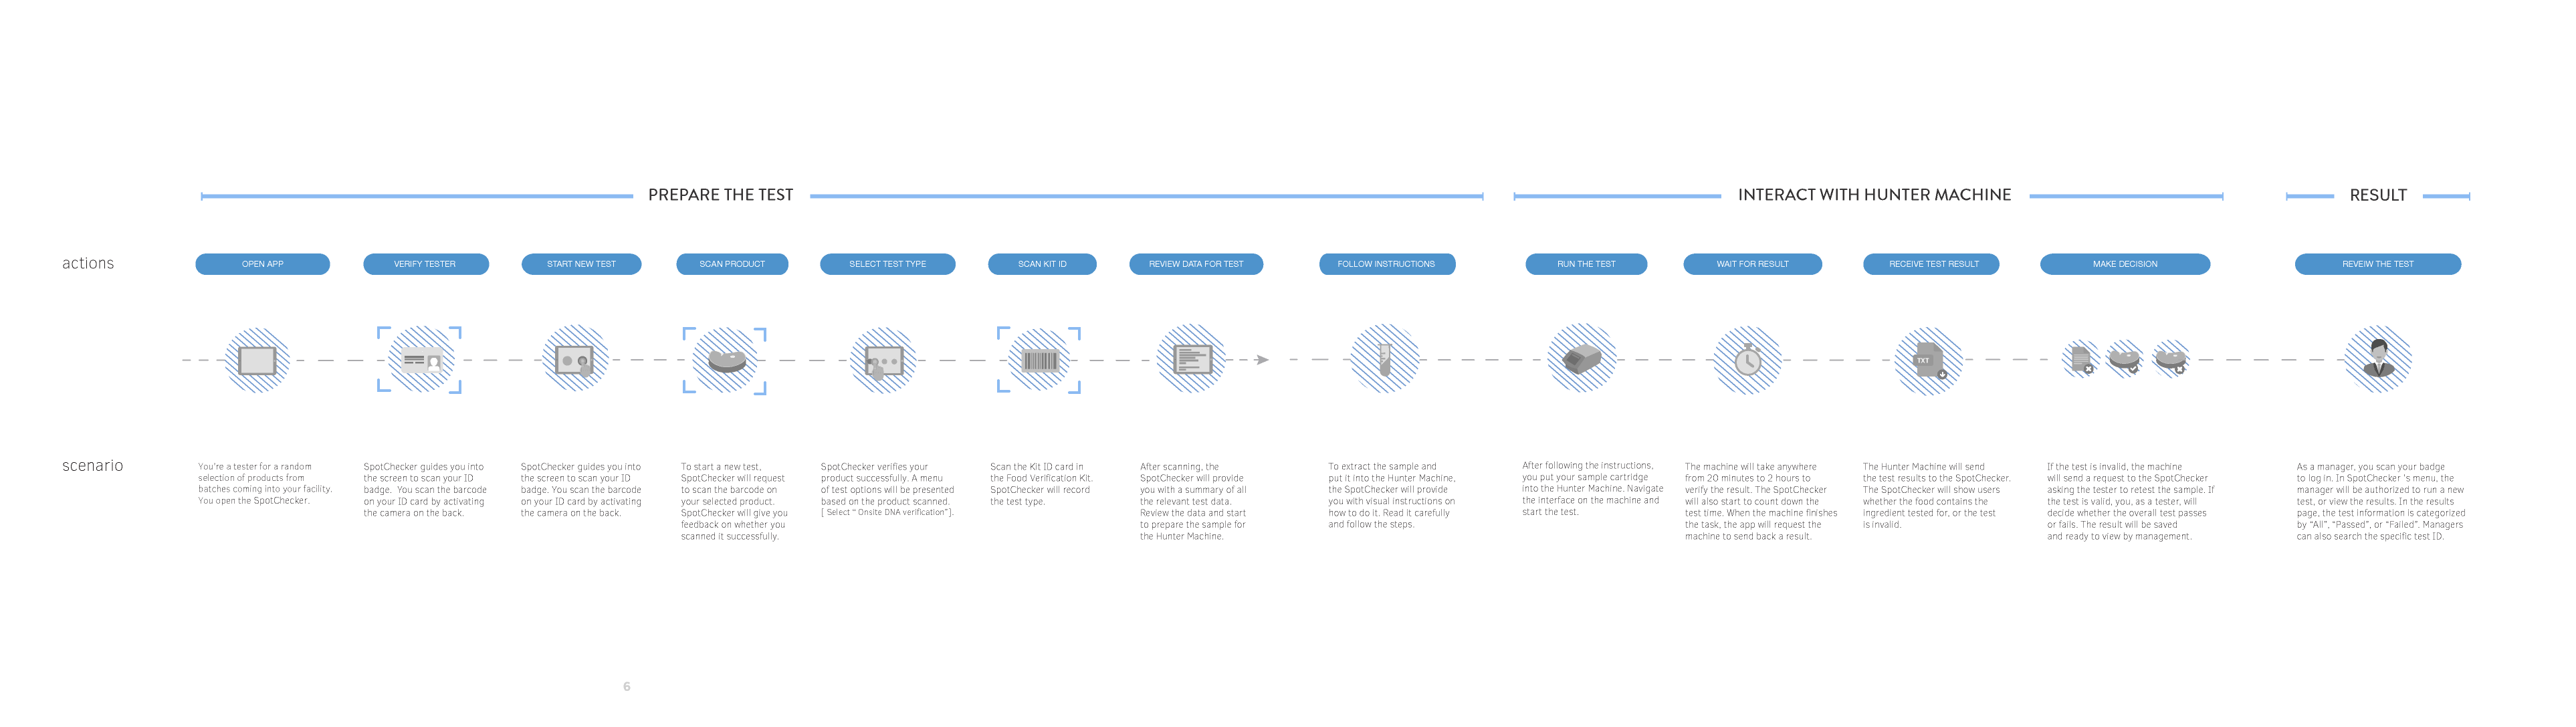 PREPARE THE TEST
INTERACT WITH HUNTER MACHINE
RESULT
actions
OPEN APP
VERIFY TESTER
START NEW TEST
SCAN PRODUCT
SELECT TEST TYPE
SCAN KIT ID
REVIEW DATA FOR TEST
FOLLOW INSTRUCTIONS
RUN THE TEST
WAIT FOR RESULT
RECEIVE TEST RESULT
MAKE DECISION
REVEIW THE TEST
TXT
scenario
You're a tester for a random
selection of products from
batches coming into your facility.
You open the SpotChecker.
SpotChecker guides you into
the screen to scan your ID
badge. You scan the barcode
on your ID card by activating
the camera on the back.
SpotChecker guides you into
the screen to scan your ID
badge. You scan the barcode
on your ID card by activating
the camera on the back.
To start a new test,
SpotChecker will request
to scan the barcode on
your selected product.
SpotChecker will give you
feedback on whether you
scanned it successfully.
SpotChecker verifies your
product successfully. A menu
of test options will be presented
based on the product scanned.
[ Select “ Onsite DNA verification”].
Scan the Kit ID card in
the Food Verification Kit.
SpotChecker will record
the test type.
After scanning, the
SpotChecker will provide
you with a summary of all
the relevant test data.
Review the data and start
to prepare the sample for
the Hunter Machine.
To extract the sample and
put it into the Hunter Machine,
the SpotChecker will provide
you with visual instructions on
how to do it. Read it carefully
and follow the steps.
After following the instructions,
you put your sample cartridge
into the Hunter Machine. Navigate
the interface on the machine and
start the test.
The machine will take anywhere
from 20 minutes to 2 hours to
verify the result. The SpotChecker
will also start to count down the
test time. When the machine finishes
the task, the app will request the
machine to send back a result.
The Hunter Machine will send
the test results to the SpotChecker.
The SpotChecker will show users
whether the food contains the
ingredient tested for, or the test
is invalid.
If the test is invalid, the machine
will send a request to the SpotChecker
asking the tester to retest the sample. If
the test is valid, you, as a tester, will
decide whether the overall test passes
or fails. The result will be saved
and ready to view by management.
As a manager, you scan your badge
to log in. In SpotChecker 's menu, the
manager will be authorized to run a new
test, or view the results. In the results
page, the test information is categorized
by “All”, “Passed”, or “Failed”. Managers
can also search the specific test ID.
6